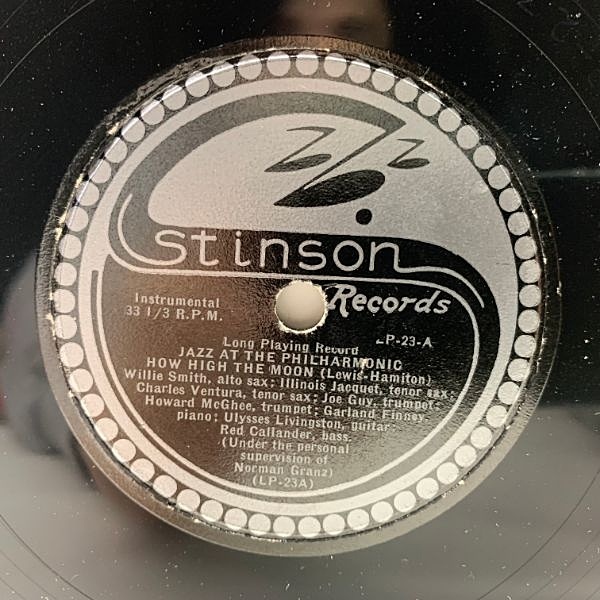 Stinson
Records
Instrumental
33 1/3 R.P.M.
Long Playing Record
LP-23-A
JAZZ AT THE PHILHARMONIC
HOW HIGH THE MOON (Lewis-Hamiton)
Willie Smith, alto sax; Illinois Jacquet, tenor sax;
Charles Ventura, tenor sax; Joe Guy, trumpet;
Howard McGhee, trumpet; Garland Finney,
piano; Ulysses Livingston, guitar;
Red Callander, bass.
(Under the personal
supervision of
Norman Granz)
(LP-23A)